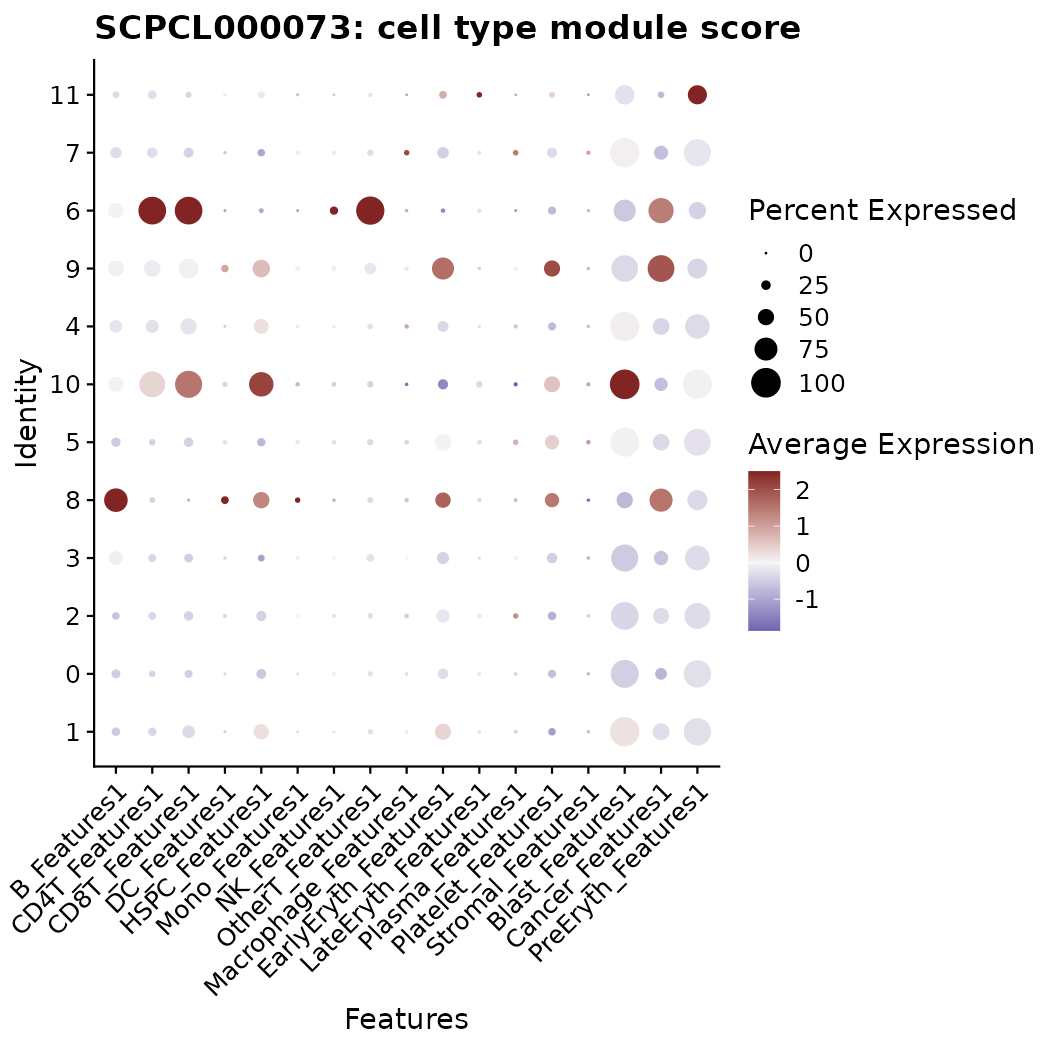 SCPCL000073: cell type module score
Identity
11
7
6
9
4
10
5
8
3
2
0
1
B_Features1
CD4T_Features1
CD8T_Features1
DC_Features1
HSPC_Features1
Mono_Features1
NK_Features1
OtherT_Features1
Macrophage_Features1
EarlyEryth_Features1
LateEryth_Features1
Plasma_Features1
Platelet_Features1
Stromal_Features1
Blast_Features1
Cancer_Features1
PreEryth_Features1
Features
Percent Expressed
0
25
50
75
100
Average Expression
2
1
0
-1